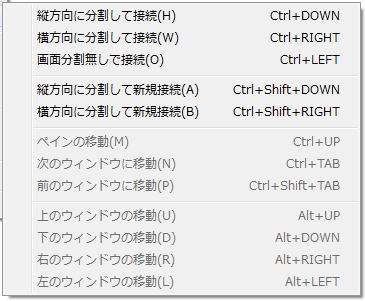 縦方向に分割して接続(H) Ctrl+DOWN
横方向に分割して接続(W) Ctrl+RIGHT
画面分割無しで接続(O) Ctrl+LEFT
縦方向に分割して新規接続(A) Ctrl+Shift+DOWN
横方向に分割して新規接続(B) Ctrl+Shift+RIGHT
ペインの移動(M) Ctrl+UP
次のウィンドウに移動(N) Ctrl+TAB
前のウィンドウに移動(P) Ctrl+Shift+TAB
上のウィンドウの移動(U) Alt+UP
下のウィンドウの移動(D) Alt+DOWN
右のウィンドウの移動(R) Alt+RIGHT
左のウィンドウの移動(L) Alt+LEFT